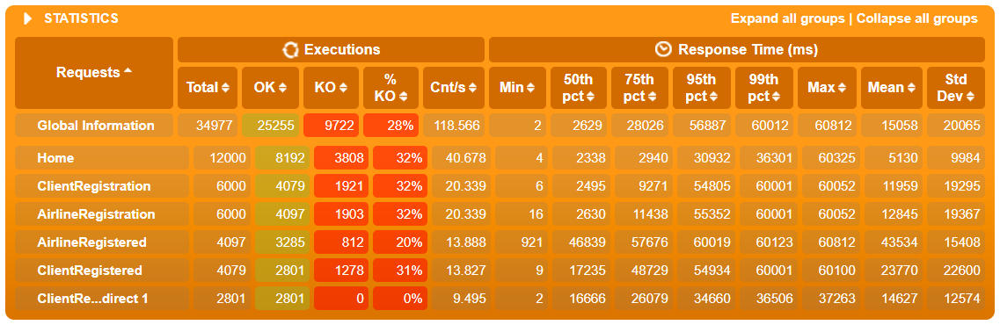 STATISTICS Expand all groups | Collapse all groups
Requests Executions Response Time (ms)
Total OK KO % KO Cnt/s Min 50th pct 75th pct 95th pct 99th pct Max Mean Std Dev
Global Information 34977 25255 9722 28% 118.566 2 2629 28026 56887 60012 60812 15058 20065
Home 12000 8192 3808 32% 40.678 4 2338 2940 30932 36301 60325 5130 9984
ClientRegistration 6000 4079 1921 32% 20.339 6 2495 9271 54805 60001 60052 11959 19295
AirlineRegistration 6000 4097 1903 32% 20.339 16 2630 11438 55352 60001 60052 12845 19367
AirlineRegistered 4097 3285 812 20% 13.888 921 46839 57676 60019 60123 60812 43534 15408
ClientRegistered 4079 2801 1278 31% 13.827 9 17235 48729 54934 60001 60100 23770 22600
ClientRe...direct 1 2801 2801 0 0% 9.495 2 16666 26079 34660 36506 37263 14627 12574